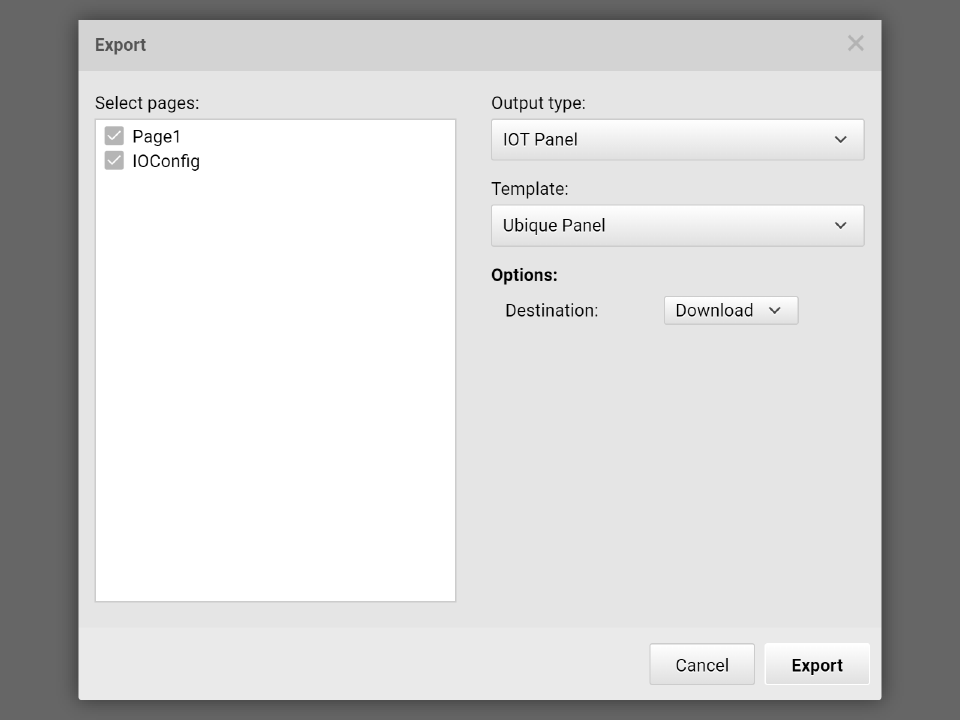 Export
Select pages:
Page1
IOConfig
Output type:
IOT Panel
Template:
Ubique Panel
Options:
Destination: Download
Cancel Export